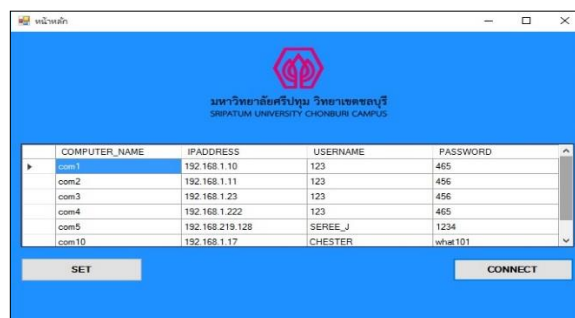 หน้าหลัก
มหาวิทยาลัยศรีปทุม วิทยาเขตชลบุรี
SRIPATUM UNIVERSITY CHONBURI CAMPUS
COMPUTER_NAME IPADDRESS USERNAME PASSWORD
com1 192.168.1.10 123 465
com2 192.168.1.11 123 456
com3 192.168.1.23 123 456
com4 192.168.1.222 123 465
com5 192.168.219.128 SEREE_J 1234
com10 192.168.1.17 CHESTER what101
SET CONNECT